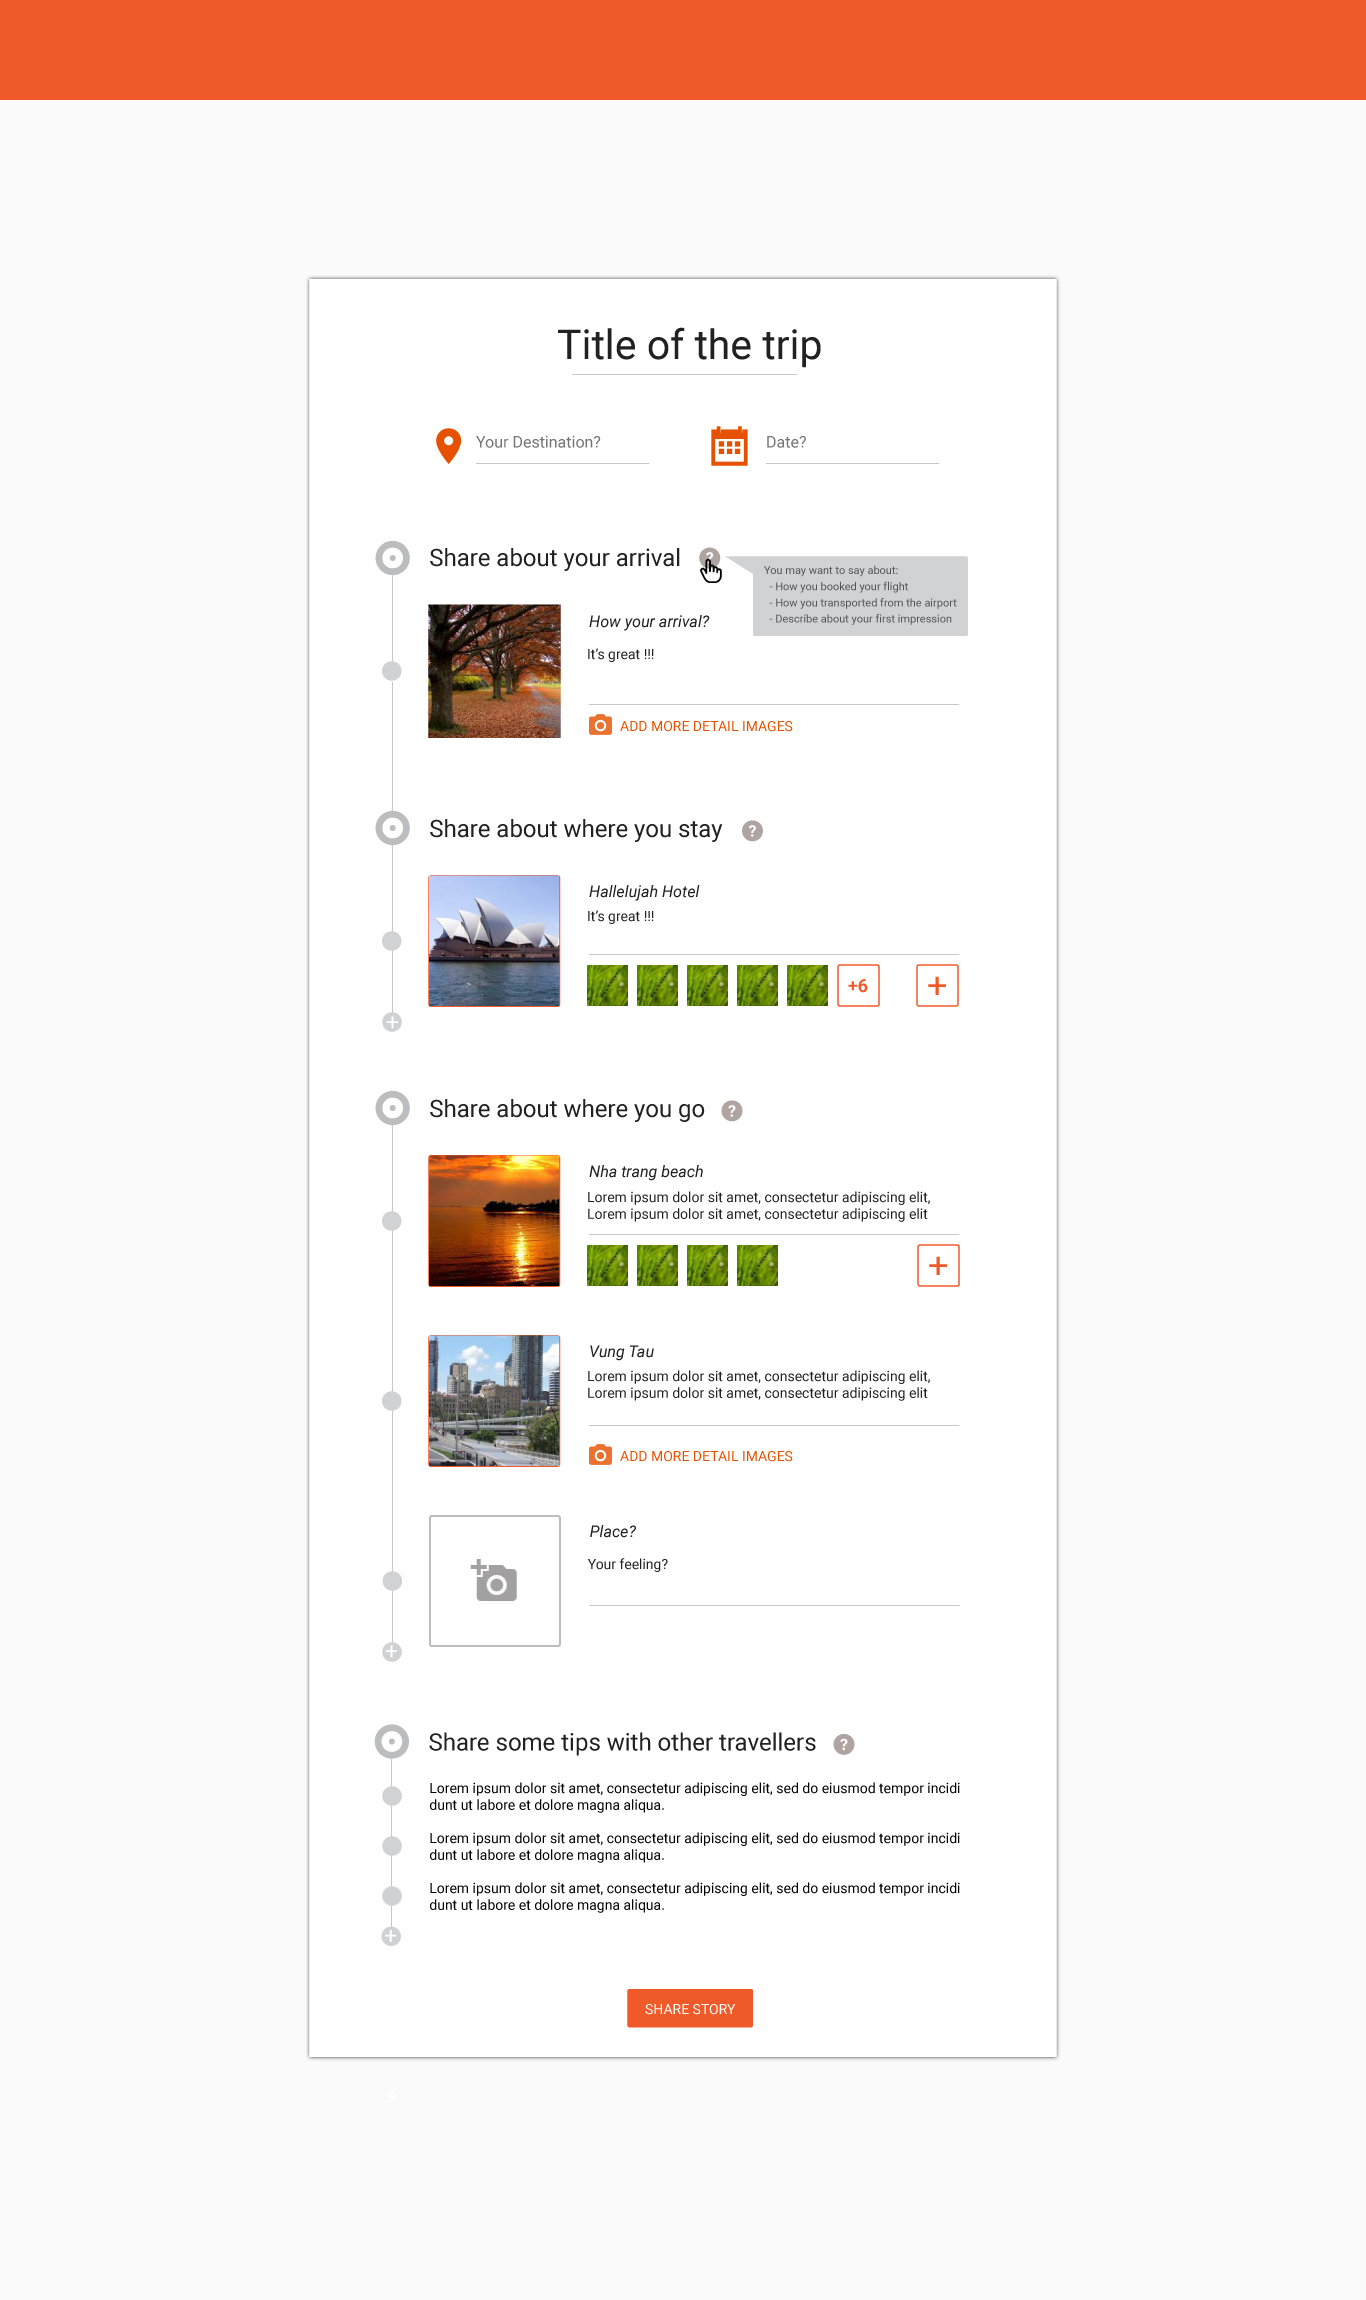 Title of the trip
Your Destination?
Date?
Share about your arrival
?
You may want to say about:
- How you booked your flight
- How you transported from the airport
- Describe about your first impression
How your arrival?
It's great !!!
ADD MORE DETAIL IMAGES
Share about where you stay
?
Hallelujah Hotel
It's great !!!
+6
+
Share about where you go
?
Nha trang beach
Lorem ipsum dolor sit amet, consectetur adipiscing elit,
Lorem ipsum dolor sit amet, consectetur adipiscing elit
+
Vung Tau
Lorem ipsum dolor sit amet, consectetur adipiscing elit,
Lorem ipsum dolor sit amet, consectetur adipiscing elit
ADD MORE DETAIL IMAGES
Place?
Your feeling?
Share some tips with other travellers
?
Lorem ipsum dolor sit amet, consectetur adipiscing elit, sed do eiusmod tempor incidi
dunt ut labore et dolore magna aliqua.
Lorem ipsum dolor sit amet, consectetur adipiscing elit, sed do eiusmod tempor incidi
dunt ut labore et dolore magna aliqua.
Lorem ipsum dolor sit amet, consectetur adipiscing elit, sed do eiusmod tempor incidi
dunt ut labore et dolore magna aliqua.
SHARE STORY